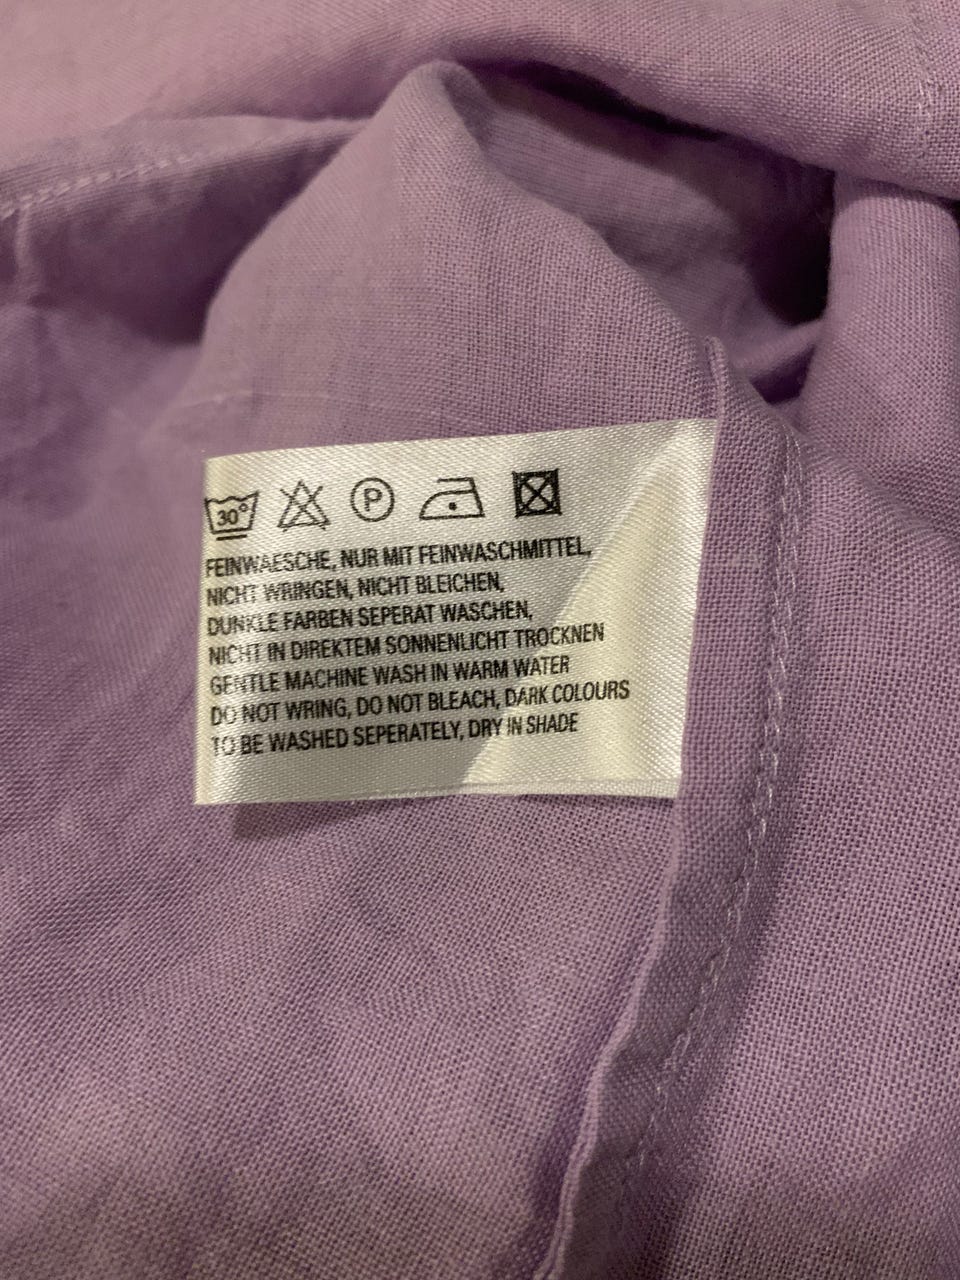 30° P
FEINWAESCHE, NUR MIT FEINWASCHMITTEL,
NICHT WRINGEN, NICHT BLEICHEN,
DUNKLE FARBEN SEPERAT WASCHEN,
NICHT IN DIREKTEM SONNENLICHT TROCKNEN
GENTLE MACHINE WASH IN WARM WATER
DO NOT WRING, DO NOT BLEACH, DARK COLOURS
TO BE WASHED SEPERATELY, DRY IN SHADE